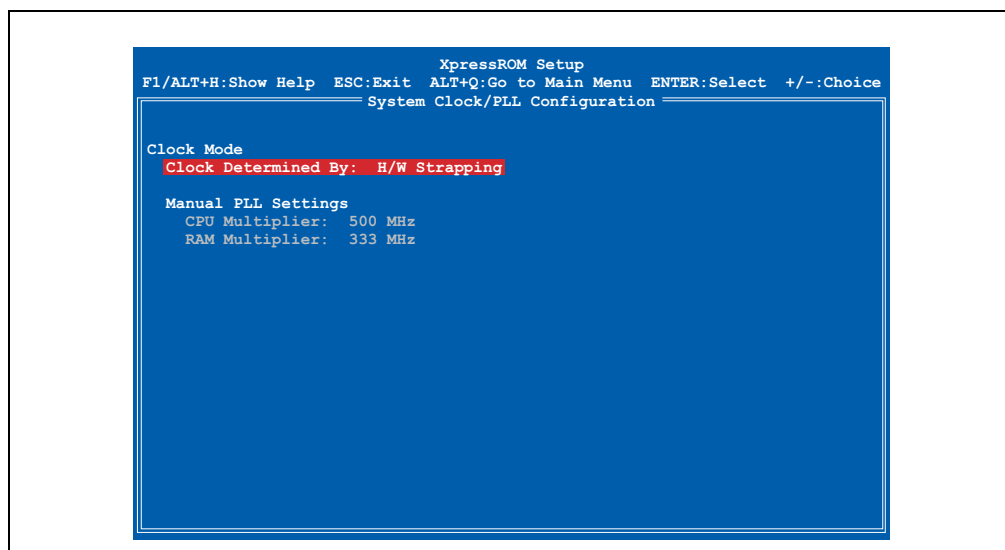 XpressROM Setup
F1/ALT+H:Show Help ESC:Exit ALT+Q:Go to Main Menu ENTER:Select +/-:Choice
System Clock/PLL Configuration
Clock Mode
Clock Determined By: H/W Strapping
Manual PLL Settings
CPU Multiplier: 500 MHz
RAM Multiplier: 333 MHz